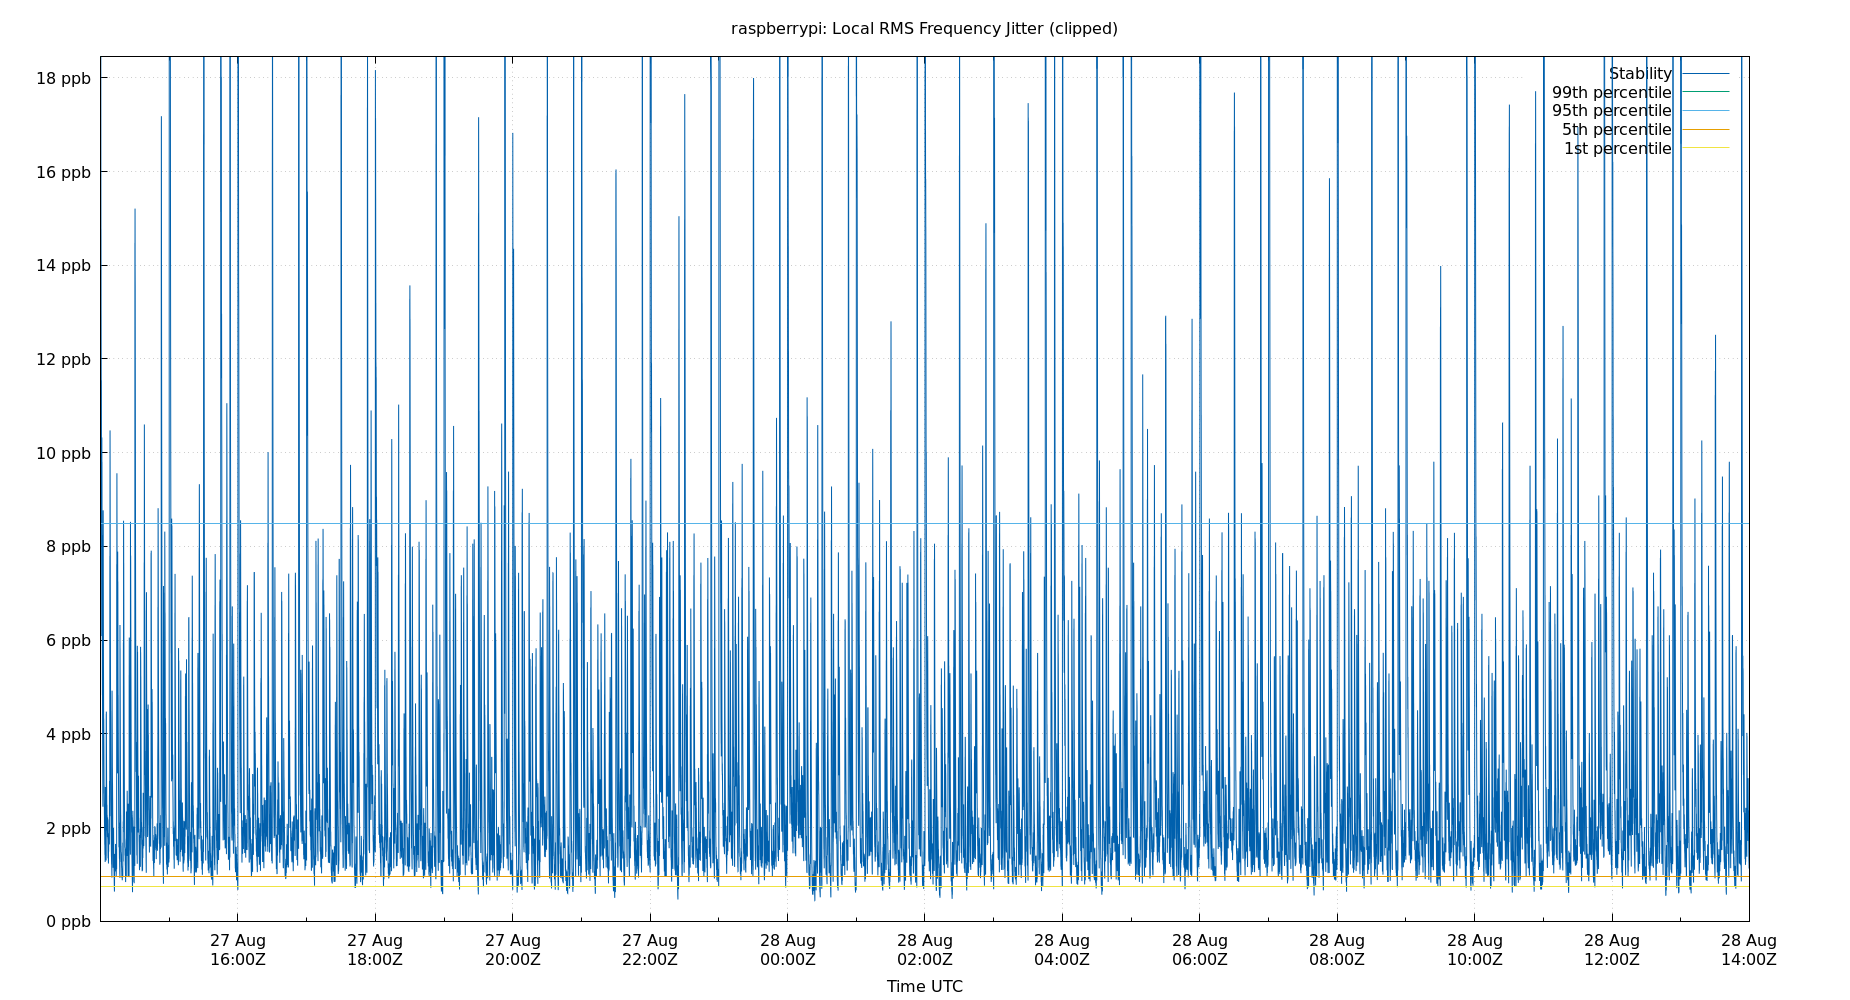 raspberrypi: Local RMS Frequency Jitter (clipped)
18 ppb
16 ppb
14 ppb
12 ppb
10 ppb
8 ppb
6 ppb
4 ppb
2 ppb
0 ppb
Stability
99th percentile
95th percentile
5th percentile
1st percentile
27 Aug 27 Aug 27 Aug 27 Aug 28 Aug 28 Aug 28 Aug 28 Aug 28 Aug 28 Aug 28 Aug 28 Aug
16:00Z 18:00Z 20:00Z 22:00Z 00:00Z 02:00Z 04:00Z 06:00Z 08:00Z 10:00Z 12:00Z 14:00Z
Time UTC